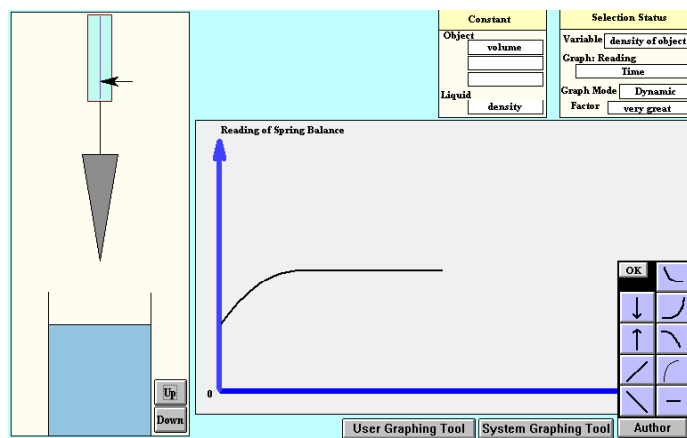 Constant
Object
volume
Liquid
density
Selection Status
Variable density of object
Graph: Reading
Time
Graph Mode Dynamic
Factor very great
Reading of Spring Balance
0
Up
Down
OK
User Graphing Tool
System Graphing Tool
Author